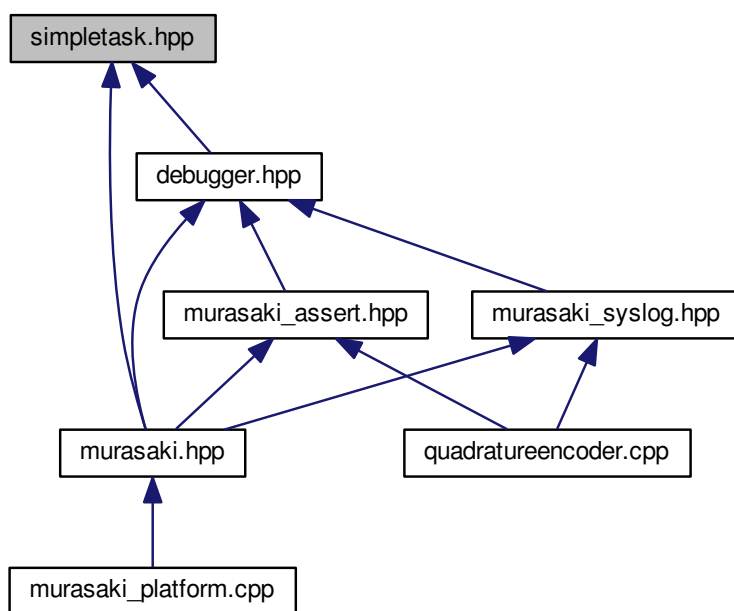 simpletask.hpp
debugger.hpp
murasaki_assert.hpp
murasaki_syslog.hpp
murasaki.hpp
quadratureencoder.cpp
murasaki_platform.cpp